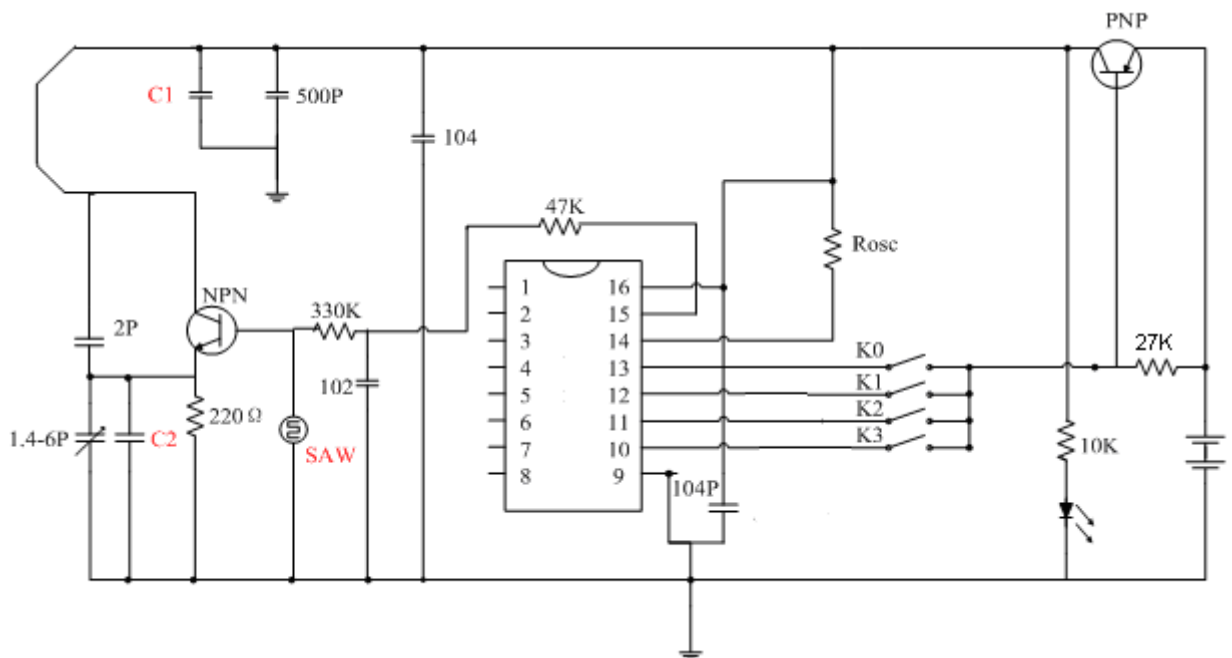 PNP
C1
500P
104
47K
Rosc
NPN
330K
1 16
2 15
3 14
4 13
5 12
6 11
7 10
8 9
2P
102
K0
K1
K2
K3
27K
220 Ω
1.4-6P
C2
SAW
10K
104P